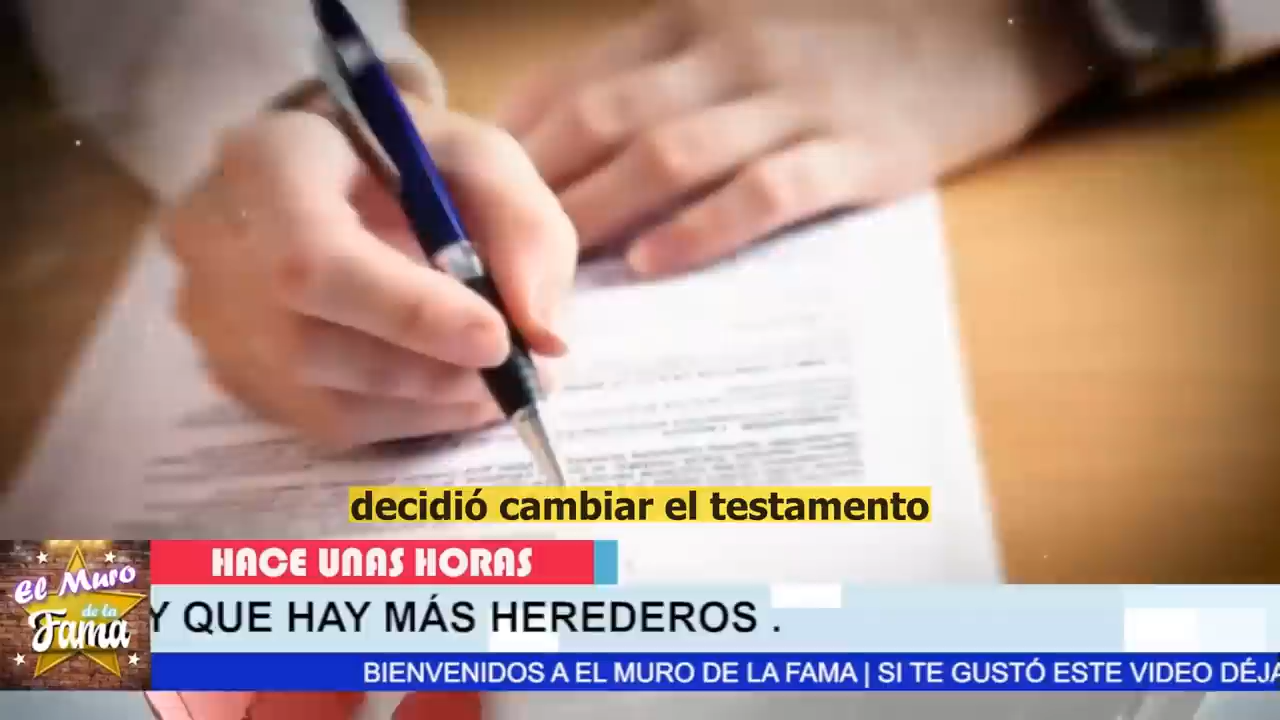 decidió cambiar el testamento
HACE UNAS HORAS
El Muro
de la
Fama
Y QUE HAY MÁS HEREDEROS .
BIENVENIDOS A EL MURO DE LA FAMA | SI TE GUSTÓ ESTE VIDEO DÉJA